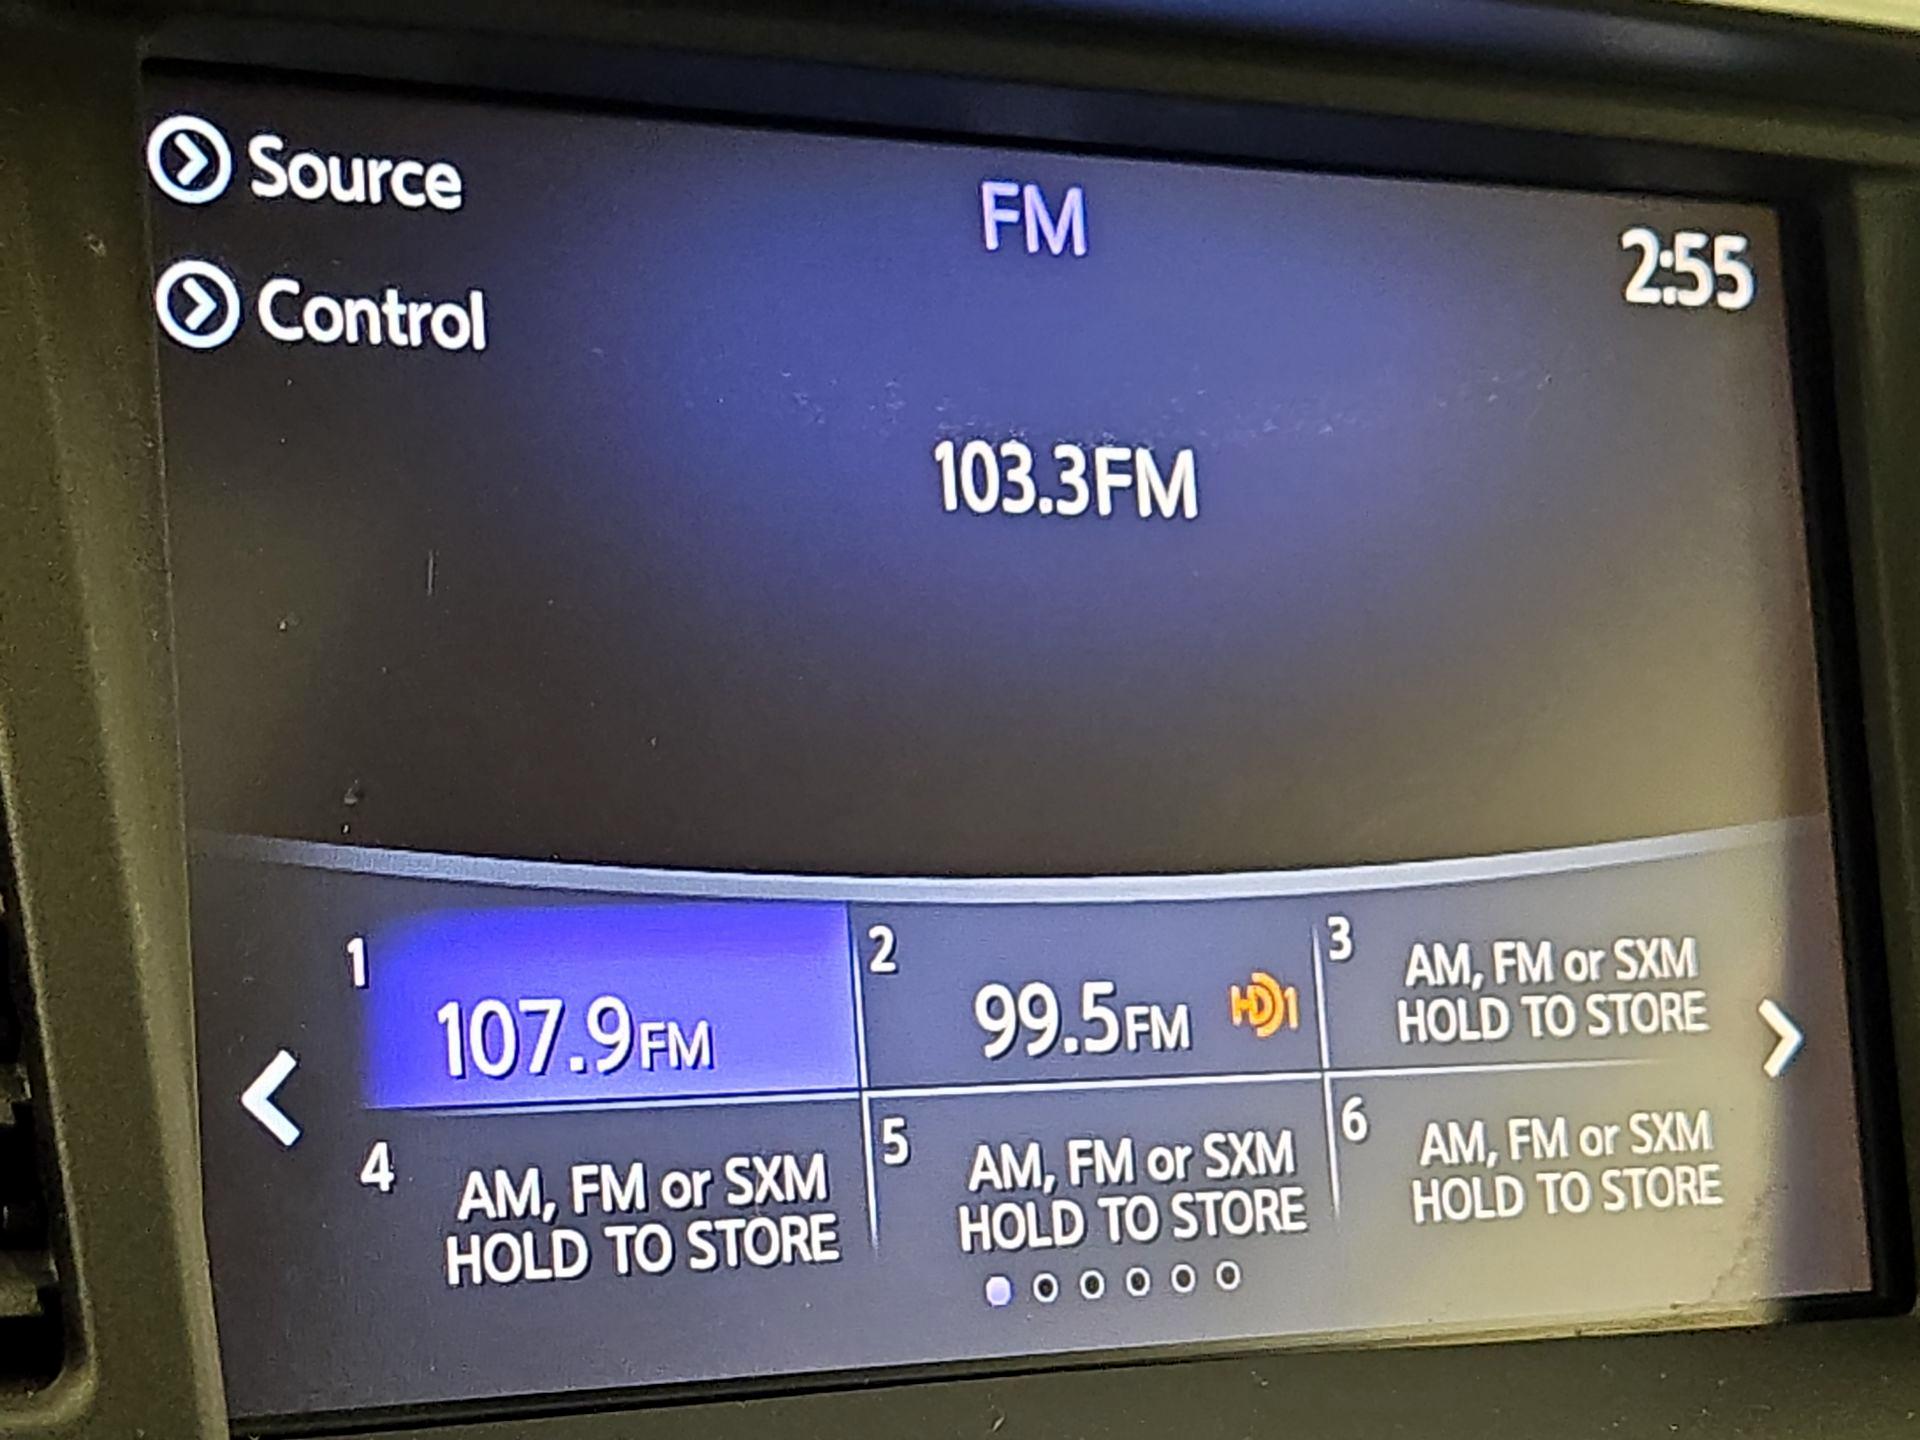 Source
FM
2:55
Control
103.3FM
1
107.9FM
2
99.5FM HD1
3
AM, FM or SXM
HOLD TO STORE
4
AM, FM or SXM
HOLD TO STORE
5
AM, FM or SXM
HOLD TO STORE
6
AM, FM or SXM
HOLD TO STORE